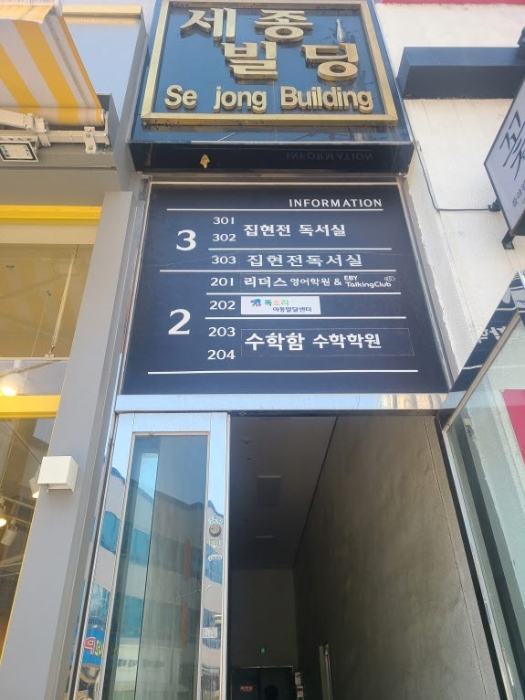 세종
빌딩
Se jong Building
INFORMATION
3
301
302
집현전 독서실
303 집현전독서실
2
201 리더스 영어학원 & EBY TalkingClub
202 톡소리
아동발달센터
203
204
수학함 수학학원